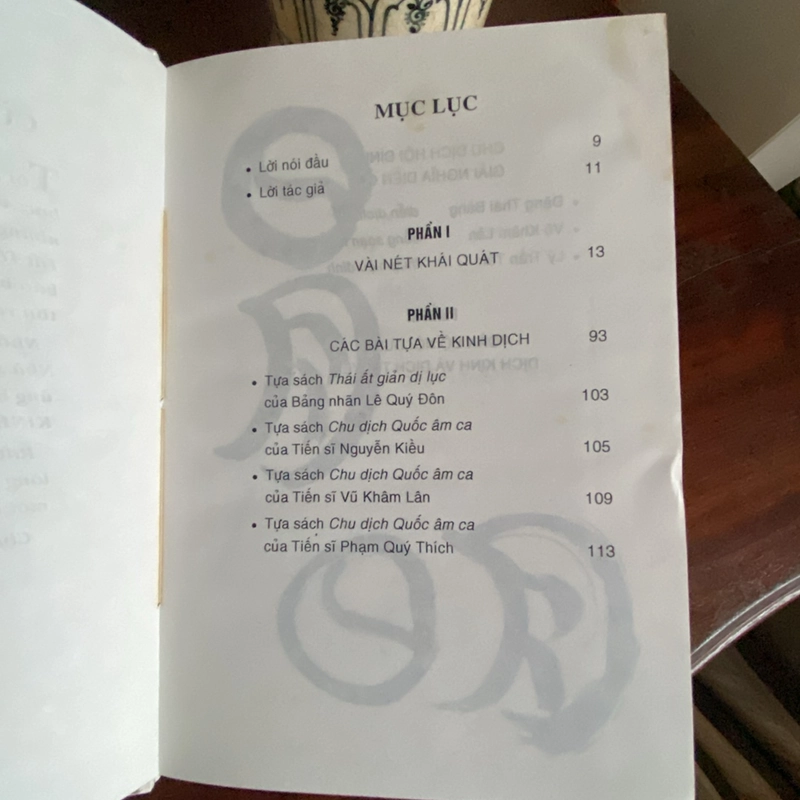 MỤC LỤC
• Lời nói đầu 9
• Lời tác giả 11
PHẦN I
VÀI NÉT KHÁI QUÁT 13
PHẦN II
CÁC BÀI TỰA VỀ KINH DỊCH 93
• Tựa sách Thái ất giản dị lục
của Bảng nhãn Lê Quý Đôn 103
• Tựa sách Chu dịch Quốc âm ca
của Tiến sĩ Nguyễn Kiều 105
• Tựa sách Chu dịch Quốc âm ca
của Tiến sĩ Vũ Khâm Lân 109
• Tựa sách Chu dịch Quốc âm ca
của Tiến sĩ Phạm Quý Thích 113